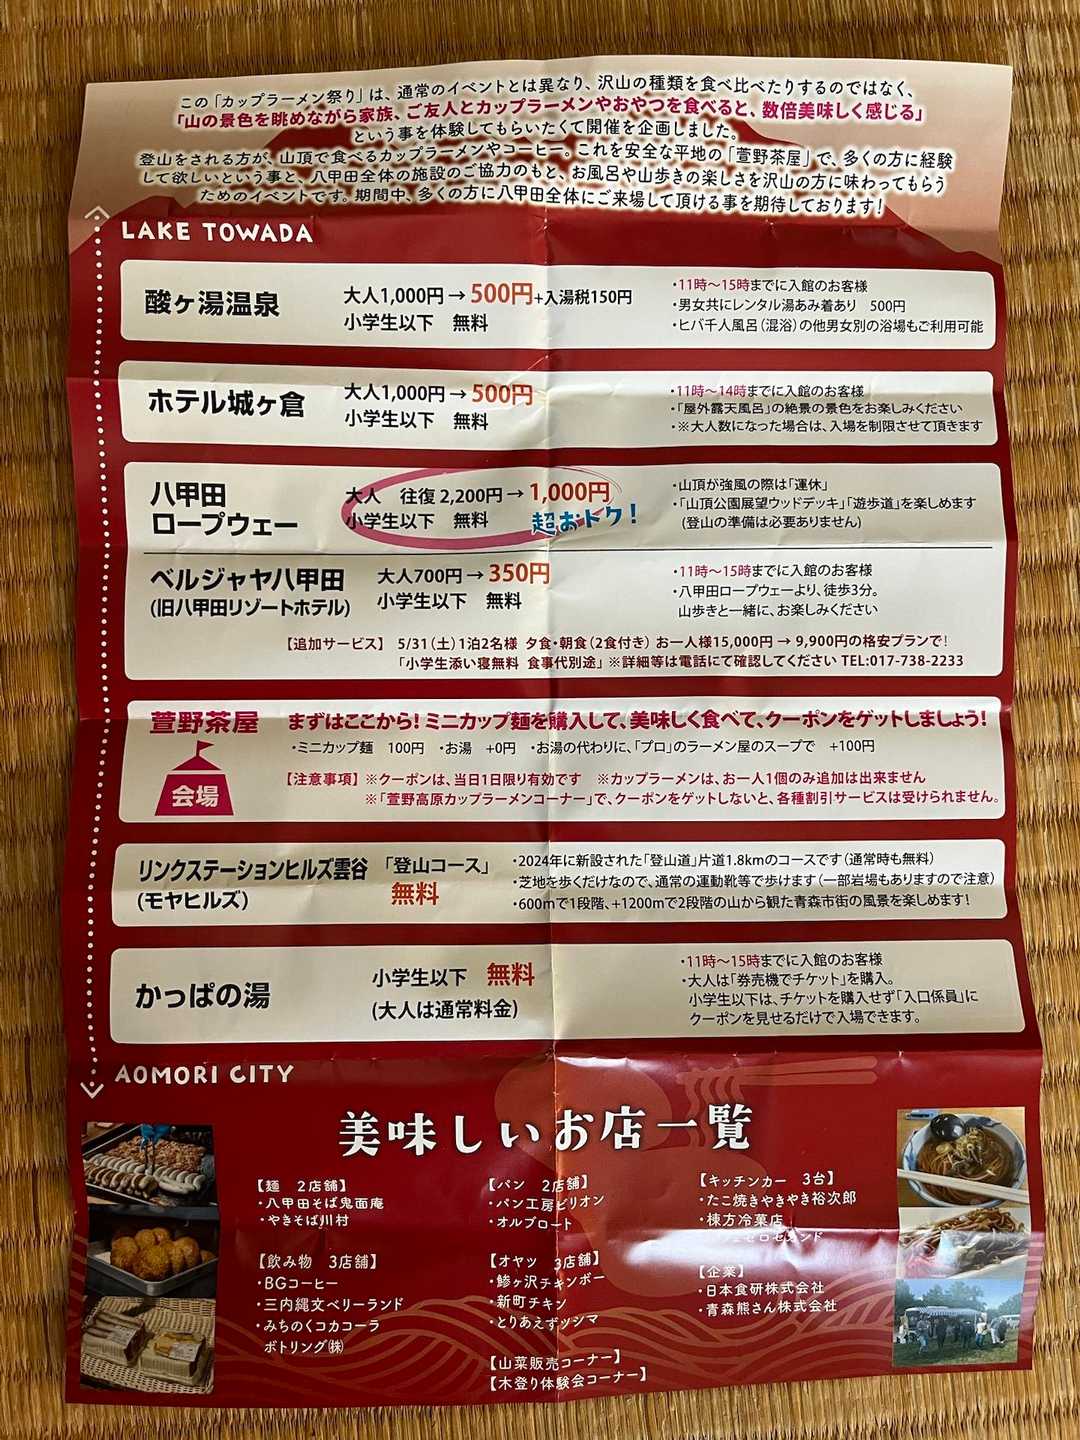 この「カップラーメン祭り」は、通常のイベントとは異なり、沢山の種類を食べ比べたりするのではなく、
「山の景色を眺めながら家族、ご友人とカップラーメンやおやつを食べると、数倍美味しく感じる」
という事を体験してもらいたくて開催を企画しました。
登山をされる方が、山頂で食べるカップラーメンやコーヒー。これを安全な平地の「萱野茶屋」で、多くの方に経験
して欲しいという事と、八甲田全体の施設のご協力のもと、お風呂や山歩きの楽しさを沢山の方に味わってもらう
ためのイベントです。期間中、多くの方に八甲田全体にご来場して頂ける事を期待しております！
LAKE TOWADA
酸ヶ湯温泉
大人1,000円→500円+入湯税150円
小学生以下 無料
・11時～15時までに入館のお客様
・男女共にレンタル湯あみ着あり 500円
・ヒバ千人風呂（混浴）の他男女別の浴場もご利用可能
ホテル城ヶ倉
大人1,000円→500円
小学生以下 無料
・11時～14時までに入館のお客様
・「屋外露天風呂」の絶景の景色をお楽しみください
・※大人数になった場合は、入場を制限させて頂きます
八甲田
ロープウェー
大人 往復2,200円→1,000円
小学生以下 無料 超おトク！
・山頂が強風の際は「運休」
・「山頂公園展望ウッドデッキ」「遊歩道」を楽しめます
（登山の準備は必要ありません）
ベルジャヤ八甲田
(旧八甲田リゾートホテル)
大人700円→350円
小学生以下 無料
・11時～15時までに入館のお客様
・八甲田ロープウェーより、徒歩3分。
山歩きと一緒に、お楽しみください
【追加サービス】 5/31（土）1泊2名様 夕食・朝食（2食付き）お一人様15,000円→9,900円の格安プランで！
「小学生添い寝無料 食事代別途」※詳細等は電話にて確認してください TEL:017-738-2233
萱野茶屋
会場
まずはここから！ミニカップ麺を購入して、美味しく食べて、クーポンをゲットしましょう！
・ミニカップ麺 100円 ・お湯 +0円 ・お湯の代わりに、「プロ」のラーメン屋のスープで +100円
【注意事項】※クーポンは、当日1日限り有効です ※カップラーメンは、お一人1個のみ追加は出来ません
※「萱野高原カップラーメンコーナー」で、クーポンをゲットしないと、各種割引サービスは受けられません。
リンクステーションヒルズ雲谷
(モヤヒルズ)
「登山コース」
無料
・2024年に新設された「登山道」片道1.8kmのコースです（通常時も無料）
・芝地を歩くだけなので、通常の運動靴等で歩けます（一部岩場もありますので注意）
・600mで1段階、+1200mで2段階の山から観た青森市街の風景を楽しめます！
かっぱの湯
小学生以下 無料
(大人は通常料金)
・11時～15時までに入館のお客様
・大人は「券売機でチケット」を購入。
小学生以下は、チケットを購入せず「入口係員」に
クーポンを見せるだけで入場できます。
AOMORI CITY
美味しいお店一覧
【麺 2店舗】
・八甲田そば鬼面庵
・やきそば川村
【飲み物 3店舗】
・BGコーヒー
・三内縄文ベリーランド
・みちのくコカコーラ
ボトリング㈱
【パン 2店舗】
・パン工房ビリオン
・オルブロート
【オヤツ 3店舗】
・鯵ヶ沢チキンボー
・新町チキン
・とりあえずツシマ
【山菜販売コーナー】
【木登り体験会コーナー】
【キッチンカー 3台】
・たこ焼きやきやき裕次郎
・棟方冷菓店
【企業】
・日本食研株式会社
・青森熊さん株式会社